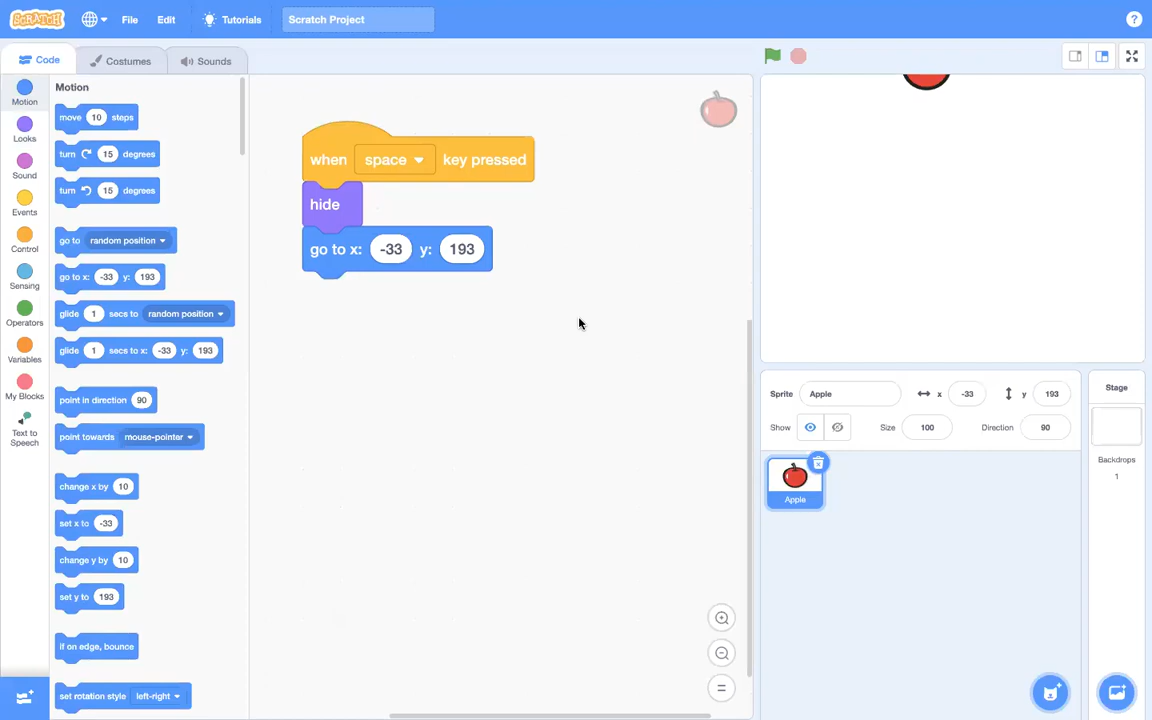 SCRATCH File Edit Tutorials Scratch Project ?
Code Costumes Sounds
Motion
Looks
Sound
Events
Control
Sensing
Operators
Variables
My Blocks
Text to
Speech
Motion
move 10 steps
turn 15 degrees
turn 15 degrees
go to random position
go to x: -33 y: 193
glide 1 secs to random position
glide 1 secs to x: -33 y: 193
point in direction 90
point towards mouse-pointer
change x by 10
set x to -33
change y by 10
set y to 193
if on edge, bounce
set rotation style left-right
when space key pressed
hide
go to x: -33 y: 193
Sprite Apple x -33 y 193
Show Size 100 Direction 90
Apple
Stage
Backdrops
1